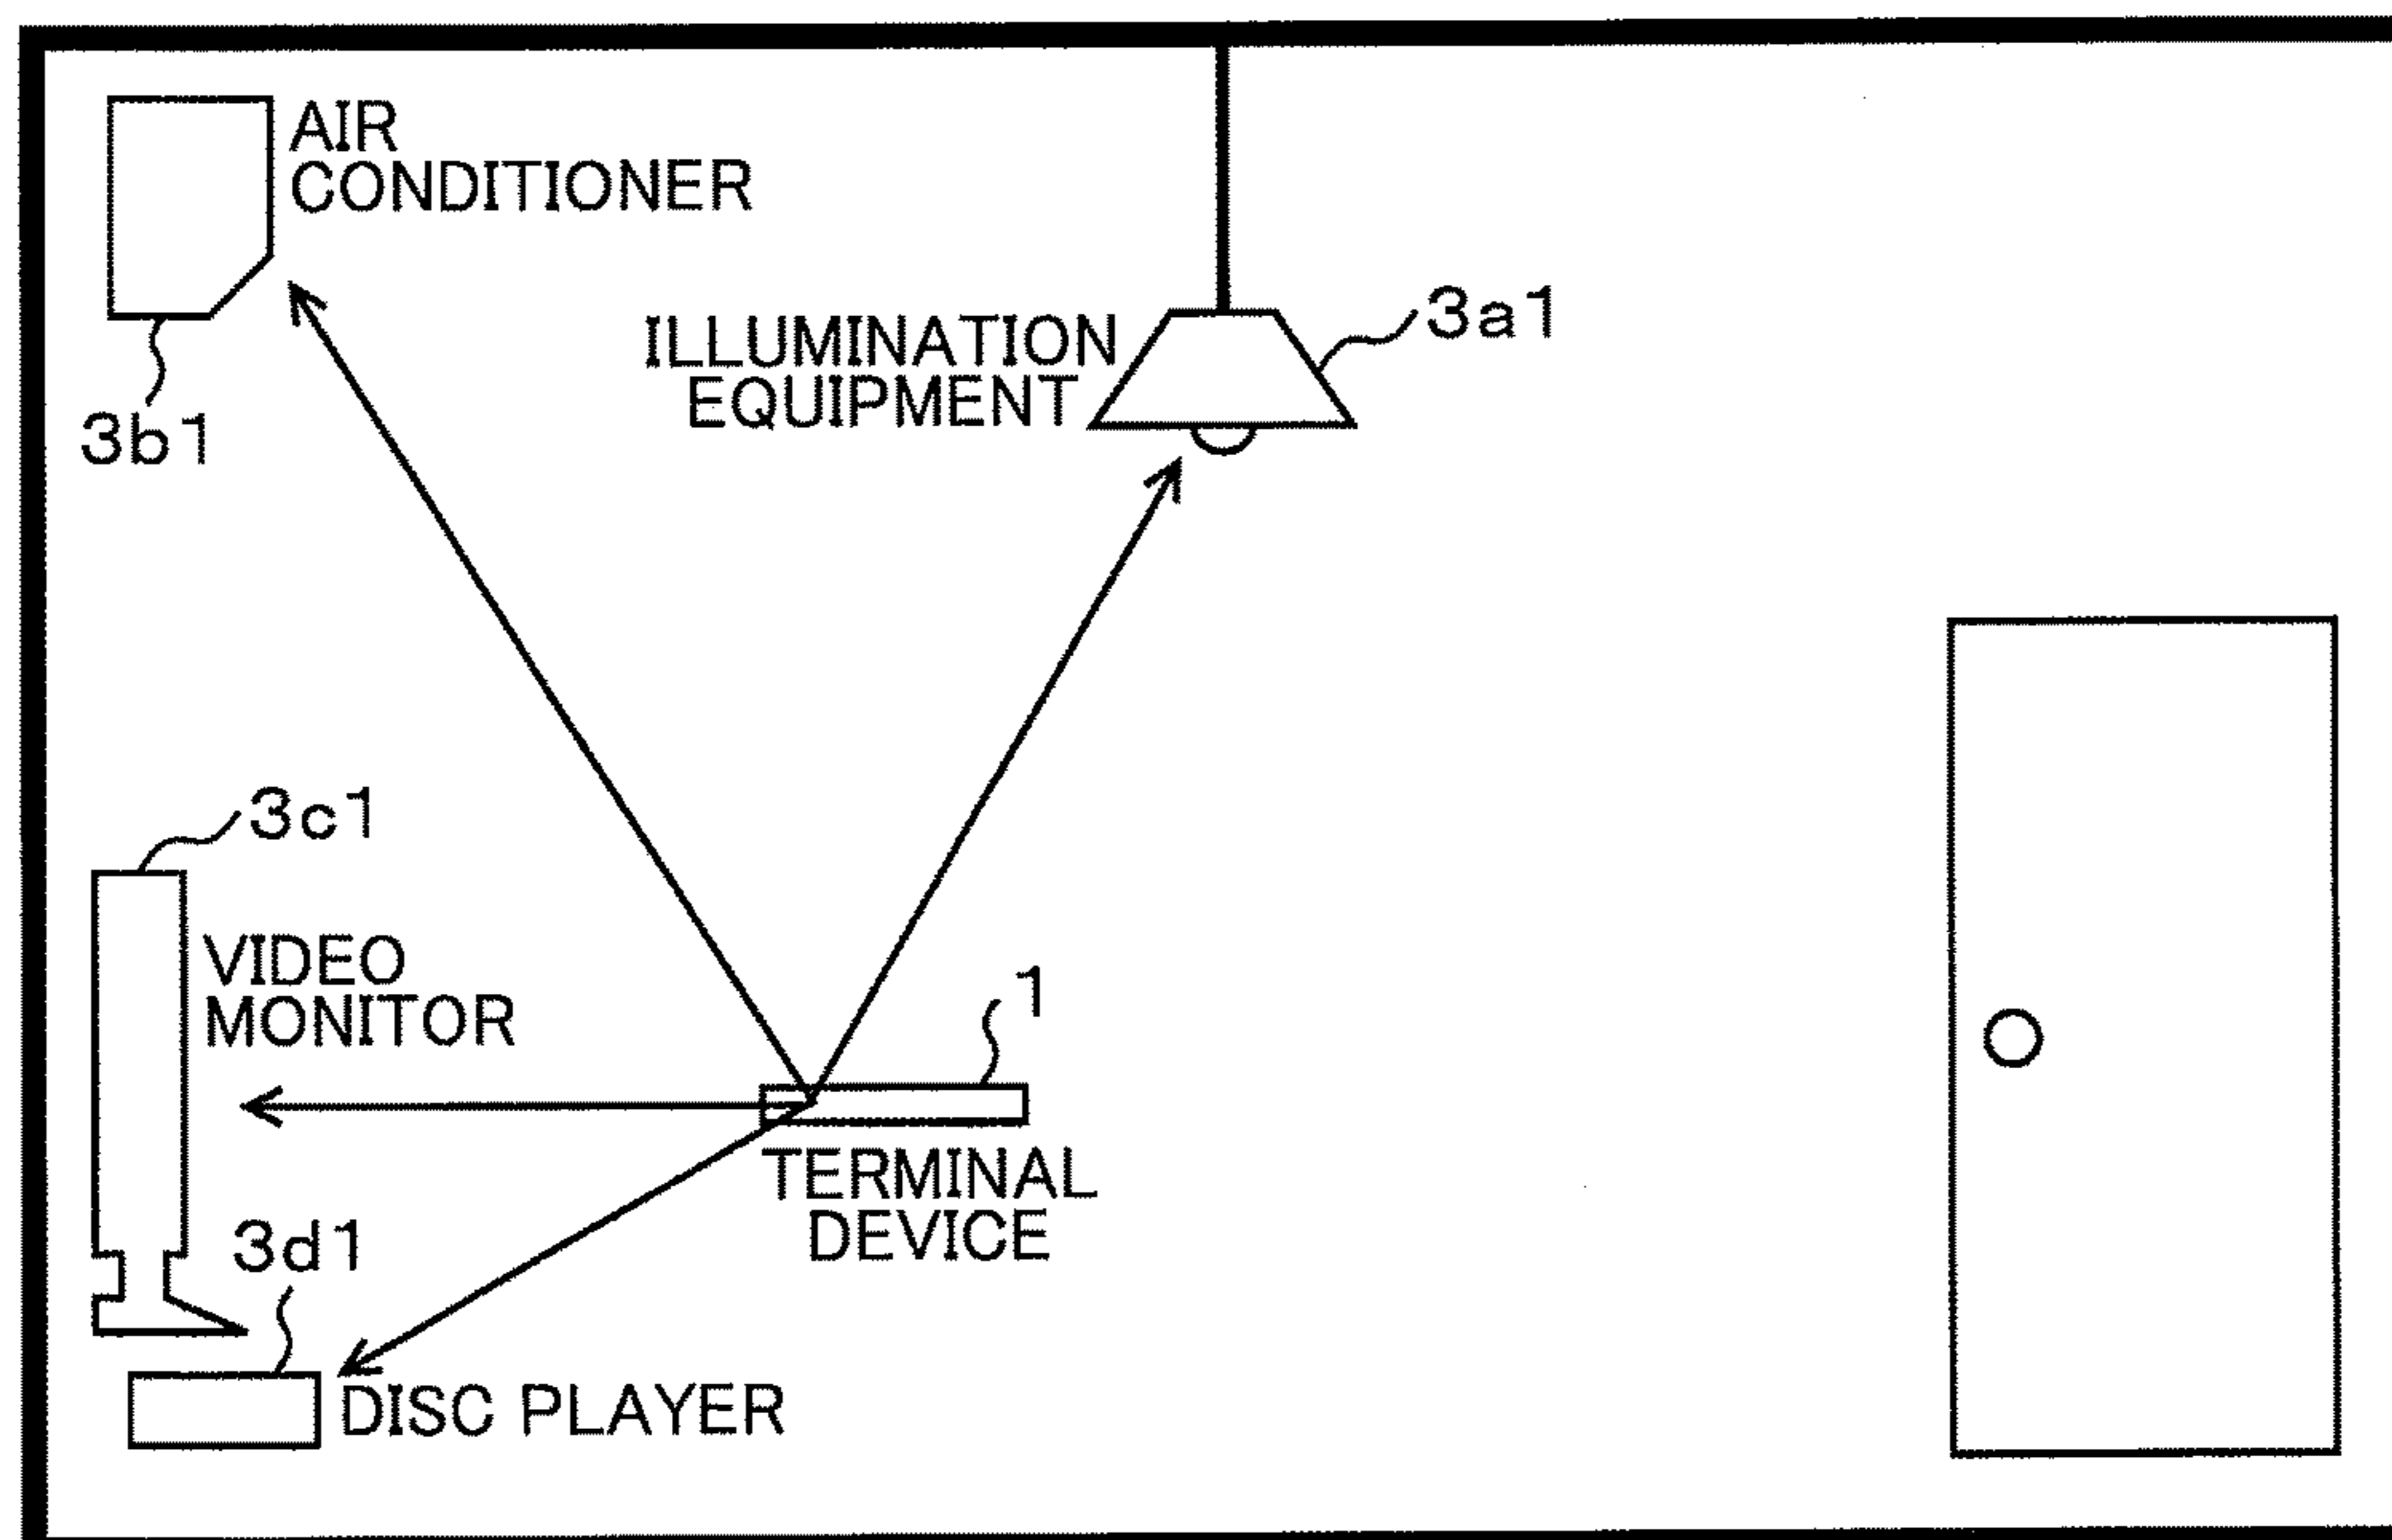 AIR
CONDITIONER
3b1
ILLUMINATION
EQUIPMENT
3a1
3c1
VIDEO
MONITOR
1
TERMINAL
DEVICE
3d1
DISC PLAYER